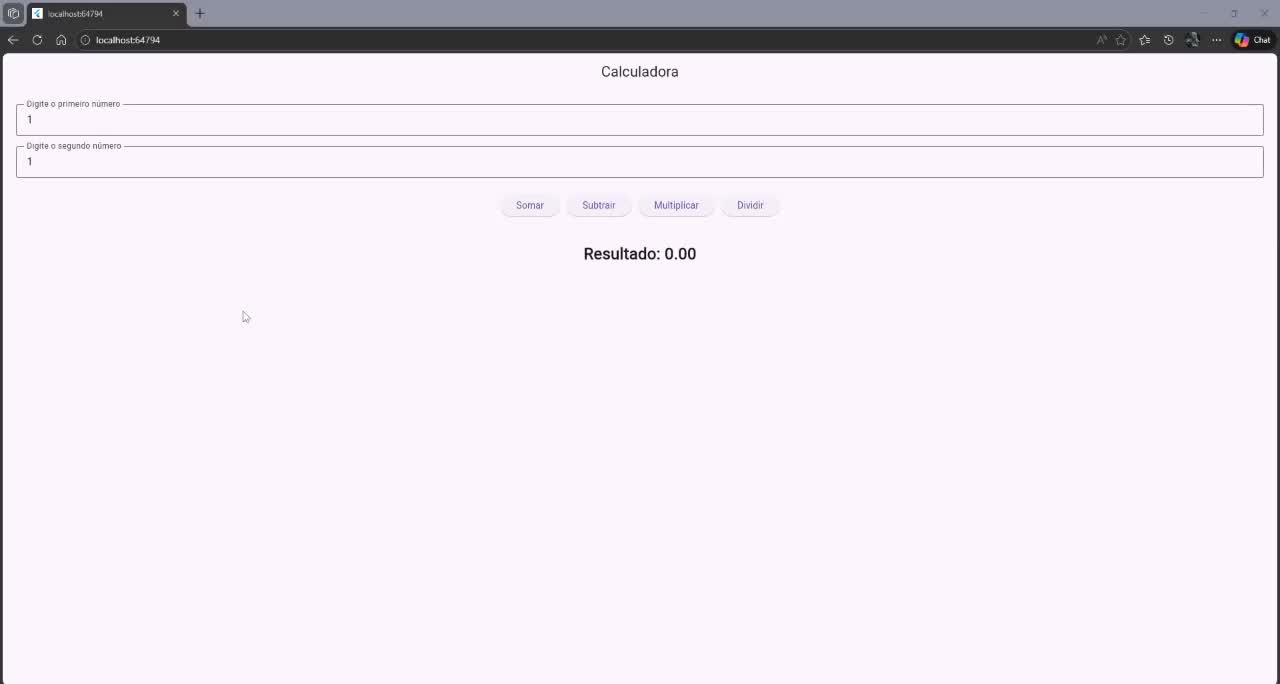 localhost:64794
localhost:64794
Chat
Calculadora
Digite o primeiro número
1
Digite o segundo número
1
Somar Subtrair Multiplicar Dividir
Resultado: 0.00